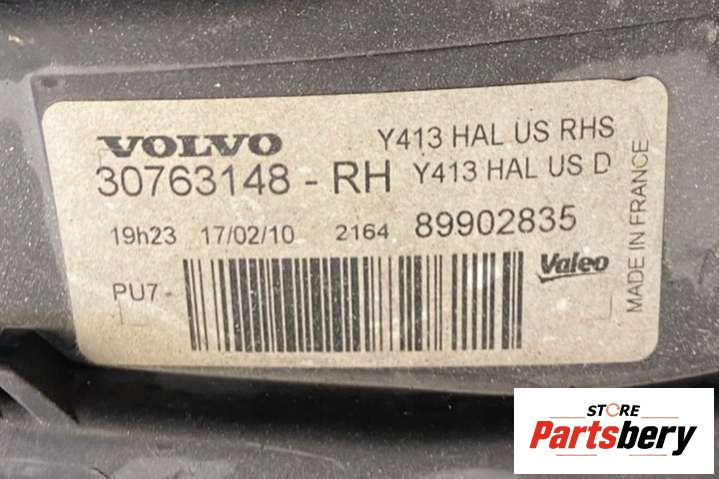 VOLVO Y413 HAL US RHS
30763148 - RH Y413 HAL US D
19h23 17/02/10 2164 89902835
PU7 - Valeo
MADE IN FRANCE
STORE
Partsbery